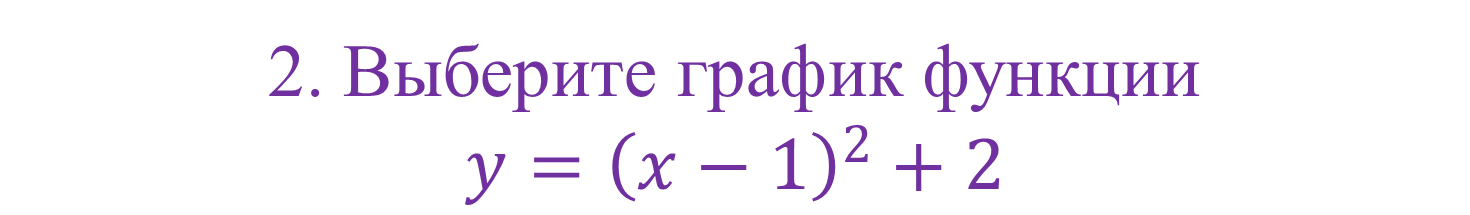 2. Выберите график функции
y = (x − 1)² + 2